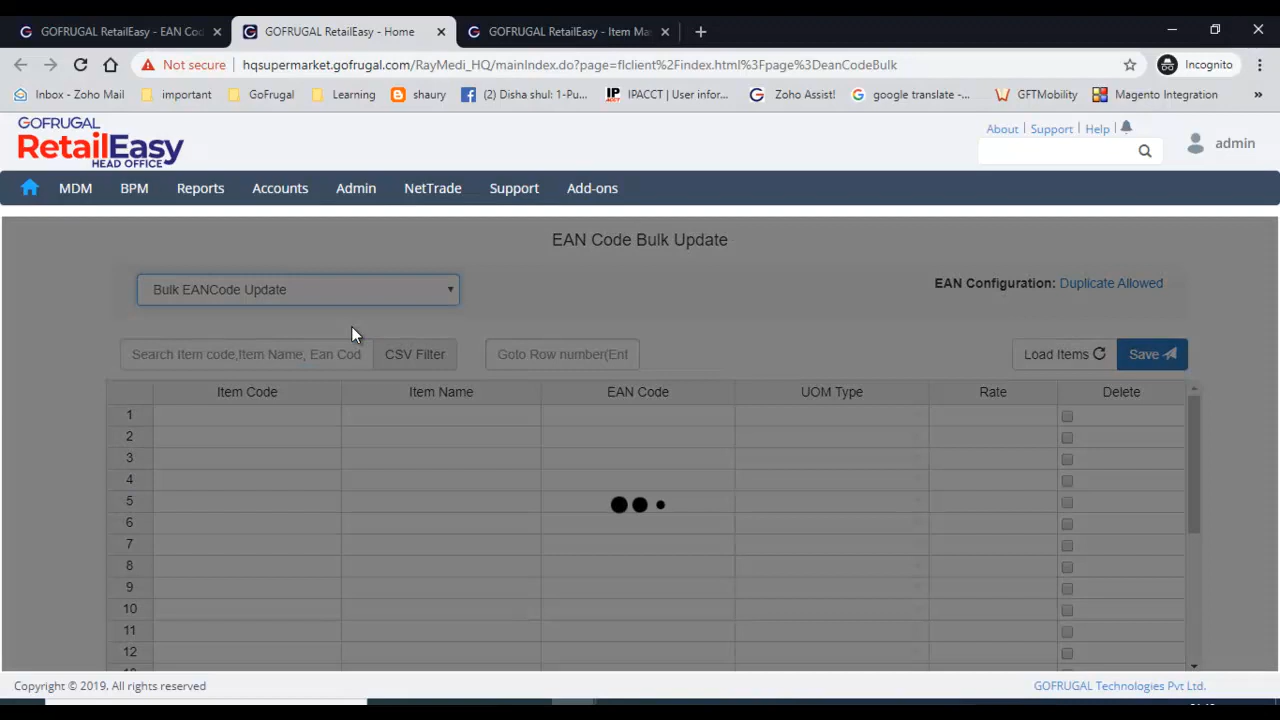 GOFRUGAL RetailEasy - EAN Cod
GOFRUGAL RetailEasy - Home
GOFRUGAL RetailEasy - Item Mas
Not secure
hqsupermarket.gofrugal.com/RayMedi_HQ/mainIndex.do?page=flclient%2Findex.html%3Fpage%3DeanCodeBulk
Incognito
Inbox - Zoho Mail
important
GoFrugal
Learning
shaury
(2) Disha shul: 1-Pu...
IPACCT | User infor...
Zoho Assist!
google translate -...
GFTMobility
Magento Integration
»
GOFRUGAL
RetailEasy
HEAD OFFICE
About | Support | Help |
admin
MDM
BPM
Reports
Accounts
Admin
NetTrade
Support
Add-ons
EAN Code Bulk Update
Bulk EANCode Update
EAN Configuration: Duplicate Allowed
Search Item code,Item Name, Ean Cod
CSV Filter
Goto Row number(Ent
Load Items
Save
Item Code
Item Name
EAN Code
UOM Type
Rate
Delete
1
2
3
4
5
6
7
8
9
10
11
12
Copyright © 2019. All rights reserved
GOFRUGAL Technologies Pvt Ltd.